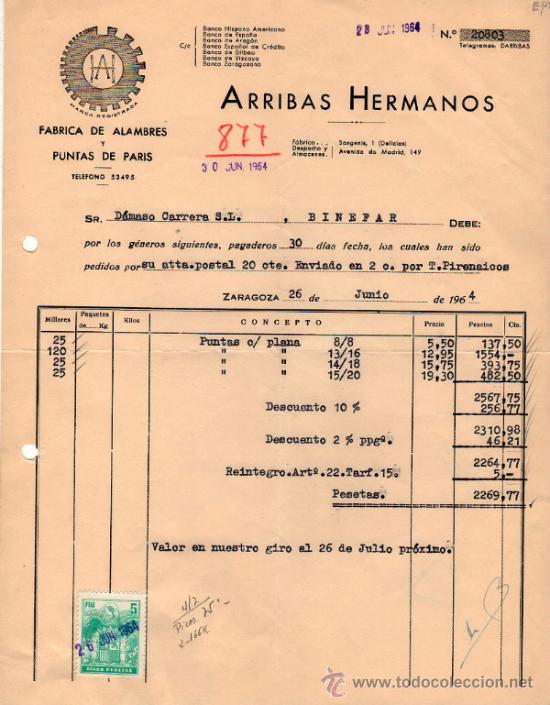 Banco Hispano Americano
Banco de España
Banco de Aragón
C/c Banco Español de Crédito
Banco de Bilbao
Banco de Vizcaya
Banco Zaragozano
28 JUN 1964
N.º 20803
Telegramas: DARRIBAS
AH
MARCA REGISTRADA
ARRIBAS HERMANOS
FABRICA DE ALAMBRES
Y
PUNTAS DE PARIS
TELEFONO 53495
877
30 JUN. 1964
Fábrica... Sangenis, 1 (Delicias)
Despacho y Almacenes. Avenida de Madrid, 149
SR. Dámaso Carrera S.L. , BINEFAR DEBE:
por los géneros siguientes, pagaderos 30 días fecha, los cuales han sido
pedidos por su atta.postal 20 cte. Enviado en 2 c. por T.Pirenaicos
ZARAGOZA 26 de Junio de 1964
Millares Paquetes de... Kg Kilos CONCEPTO Precio Pesetas Cts.
25 Puntas c/ plana 8/8 5,50 137,50
120 " " 13/16 12,95 1554,-
25 " " 14/18 15,75 393,75
25 " " 15/20 19,30 482,50
2567,75
Descuento 10 % 256,77
2310,98
Descuento 2 % ppgº. 46,21
2264,77
Reintegro.Artº.22.Tarf.15º 5,-
Pesetas. 2269,77
Valor en nuestro giro al 26 de Julio próximo.
5
26 JUN. 1964
CINCO PESETAS
www.todocoleccion.net